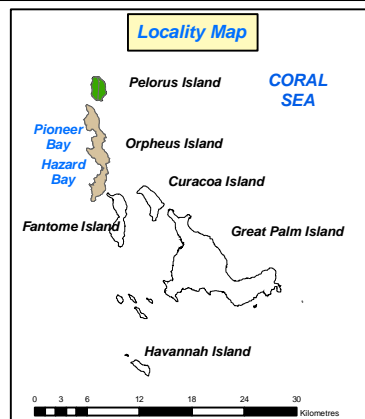 Locality Map
Pelorus Island
CORAL
SEA
Pioneer
Bay
Orpheus Island
Hazard
Bay
Curacoa Island
Fantome Island
Great Palm Island
Havannah Island
0 3 6 12 18 24 30
Kilometres